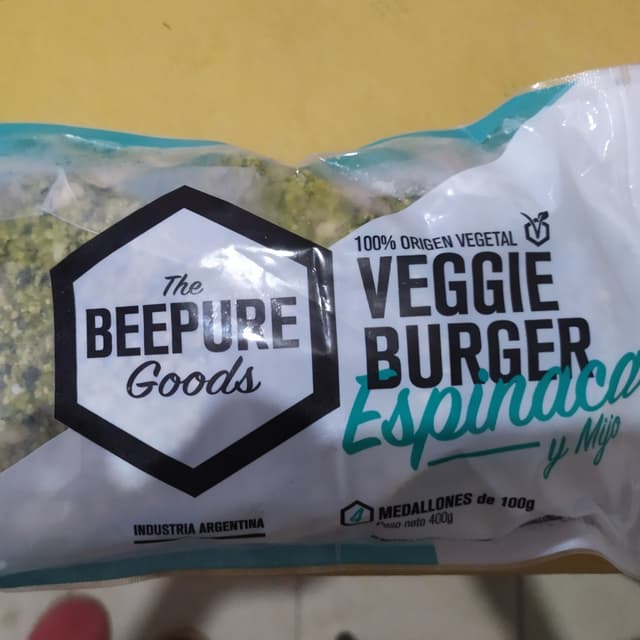 The
BEEPURE
Goods
INDUSTRIA ARGENTINA
100% ORIGEN VEGETAL
VEGGIE
BURGER
Espinaca
y Mijo
4 MEDALLONES de 100g
Peso neto 400g